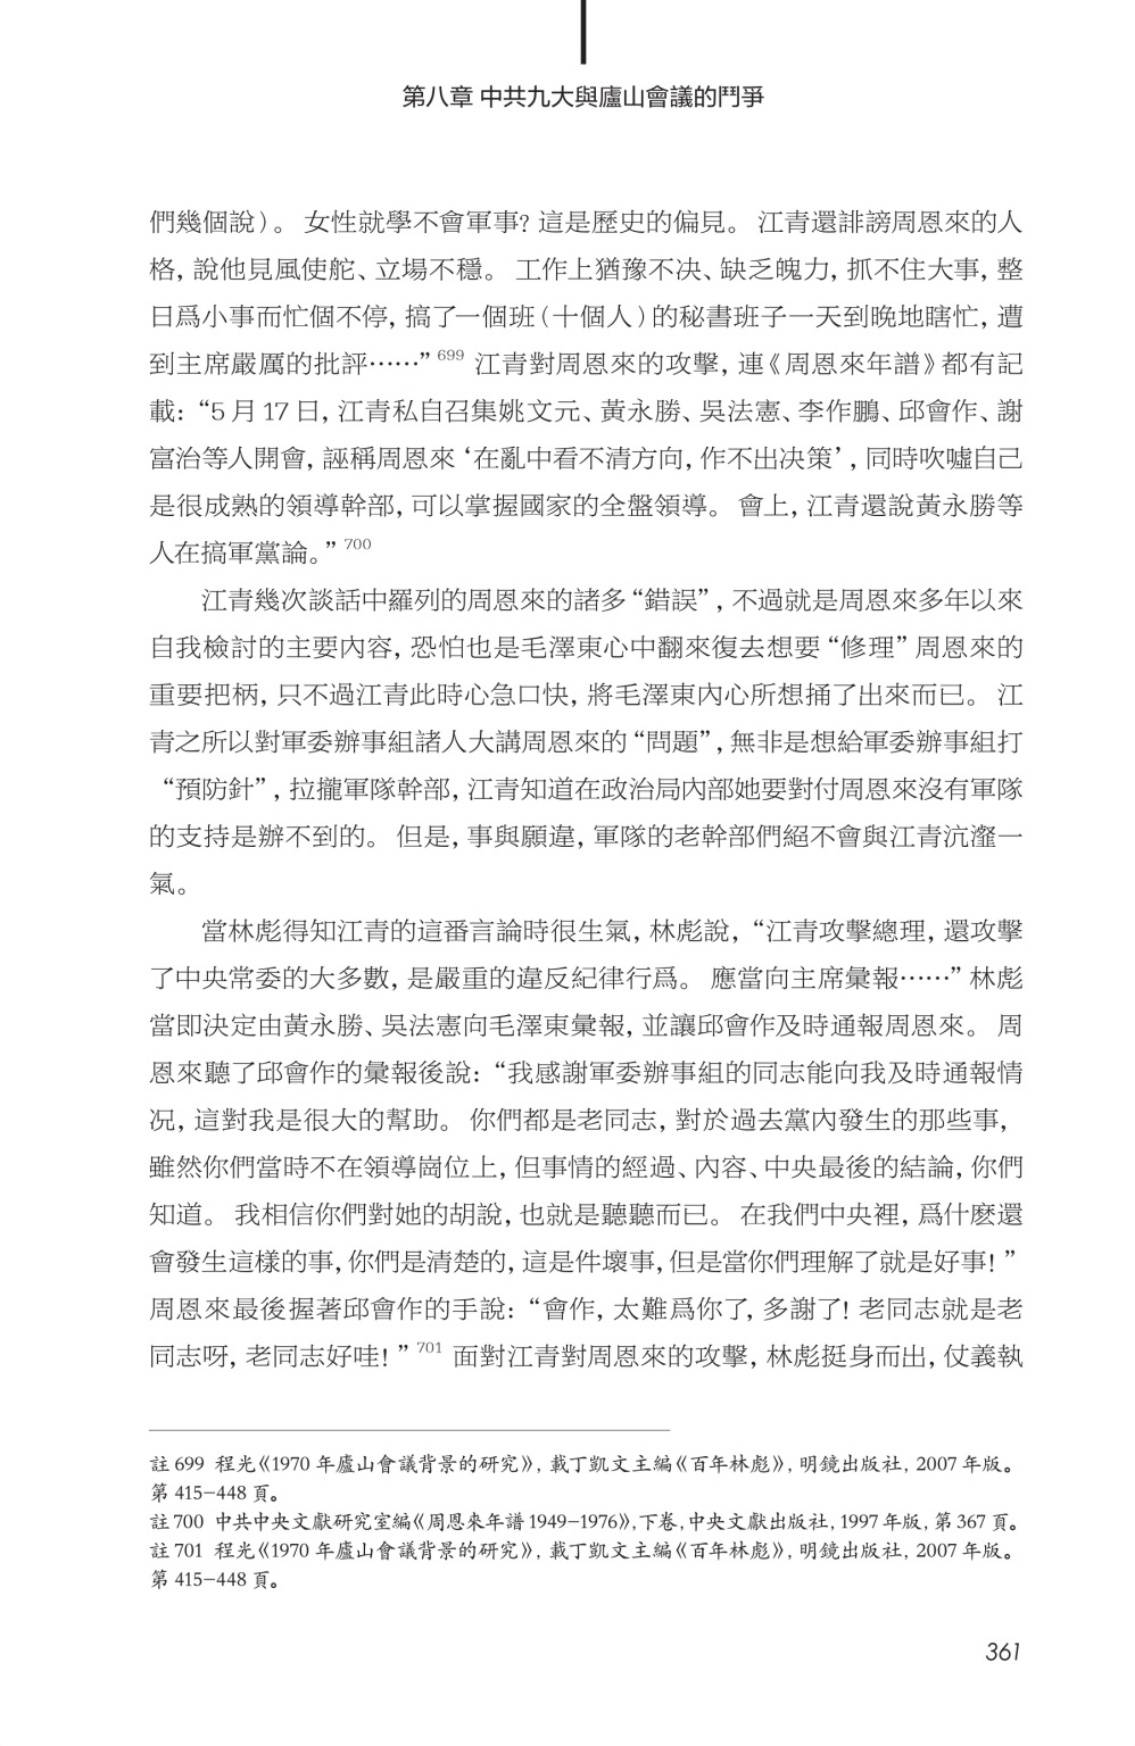 第八章 中共九大與廬山會議的鬥爭
們幾個說）。 女性就學不會軍事? 這是歷史的偏見。 江青還誹謗周恩來的人
格, 說他見風使舵、立場不穩。 工作上猶豫不决、缺乏魄力, 抓不住大事, 整
日爲小事而忙個不停, 搞了一個班（十個人）的秘書班子一天到晚地瞎忙, 遭
到主席嚴厲的批評……” 699 江青對周恩來的攻擊, 連《周恩來年譜》都有記
載: “5 月 17 日, 江青私自召集姚文元、黃永勝、吳法憲、李作鵬、邱會作、謝
富治等人開會, 誣稱周恩來 ‘在亂中看不清方向, 作不出決策’ , 同時吹噓自己
是很成熟的領導幹部, 可以掌握國家的全盤領導。 會上, 江青還說黃永勝等
人在搞軍黨論。” 700
江青幾次談話中羅列的周恩來的諸多 “錯誤” , 不過就是周恩來多年以來
自我檢討的主要內容, 恐怕也是毛澤東心中翻來復去想要 “修理” 周恩來的
重要把柄, 只不過江青此時心急口快, 將毛澤東內心所想捅了出來而已。 江
青之所以對軍委辦事組諸人大講周恩來的 “問題” , 無非是想給軍委辦事組打
“預防針” , 拉攏軍隊幹部, 江青知道在政治局內部她要對付周恩來沒有軍隊
的支持是辦不到的。 但是, 事與願違, 軍隊的老幹部們絕不會與江青沆瀣一
氣。
當林彪得知江青的這番言論時很生氣, 林彪說, “江青攻擊總理, 還攻擊
了中央常委的大多數, 是嚴重的違反紀律行爲。 應當向主席彙報……” 林彪
當即決定由黃永勝、吳法憲向毛澤東彙報, 並讓邱會作及時通報周恩來。 周
恩來聽了邱會作的彙報後說: “我感謝軍委辦事組的同志能向我及時通報情
況, 這對我是很大的幫助。 你們都是老同志, 對於過去黨內發生的那些事,
雖然你們當時不在領導崗位上, 但事情的經過、內容、中央最後的結論, 你們
知道。 我相信你們對她的胡說, 也就是聽聽而已。 在我們中央裡, 爲什麽還
會發生這樣的事, 你們是清楚的, 這是件壞事, 但是當你們理解了就是好事! ”
周恩來最後握著邱會作的手說: “會作, 太難爲你了, 多謝了! 老同志就是老
同志呀, 老同志好哇! ” 701 面對江青對周恩來的攻擊, 林彪挺身而出, 仗義執
註 699 程光《1970 年廬山會議背景的研究》, 載丁凱文主編《百年林彪》, 明鏡出版社, 2007 年版。
第 415–448 頁。
註 700 中共中央文獻研究室編《周恩來年譜 1949–1976》, 下卷, 中央文獻出版社, 1997 年版, 第 367 頁。
註 701 程光《1970 年廬山會議背景的研究》, 載丁凱文主編《百年林彪》, 明鏡出版社, 2007 年版。
第 415–448 頁。
361